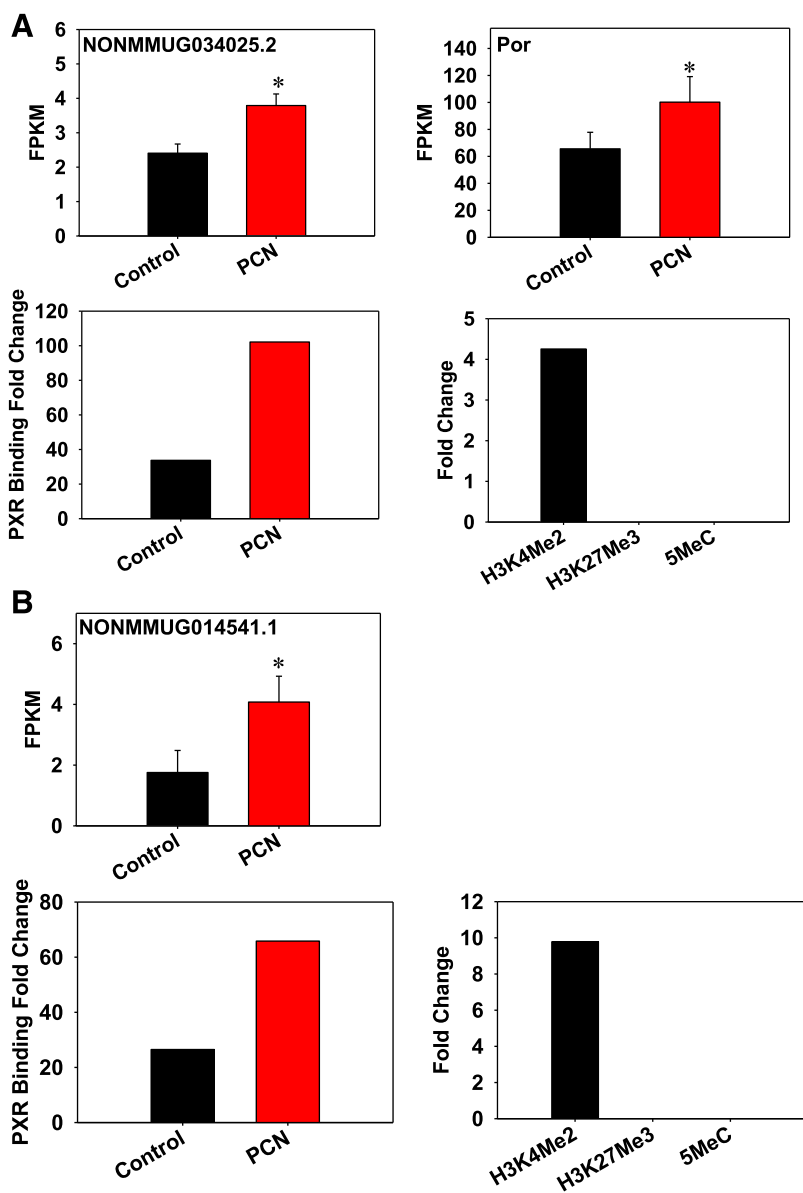 A
NONMMUG034025.2
FPKM
6
5
4
3
2
1
0
*
Control
PCN
Por
FPKM
140
120
100
80
60
40
20
0
*
Control
PCN
PXR Binding Fold Change
120
100
80
60
40
20
0
Control
PCN
Fold Change
5
4
3
2
1
0
H3K4Me2
H3K27Me3
5MeC
B
NONMMUG014541.1
FPKM
6
4
2
0
*
Control
PCN
PXR Binding Fold Change
80
60
40
20
0
Control
PCN
Fold Change
12
10
8
6
4
2
0
H3K4Me2
H3K27Me3
5MeC